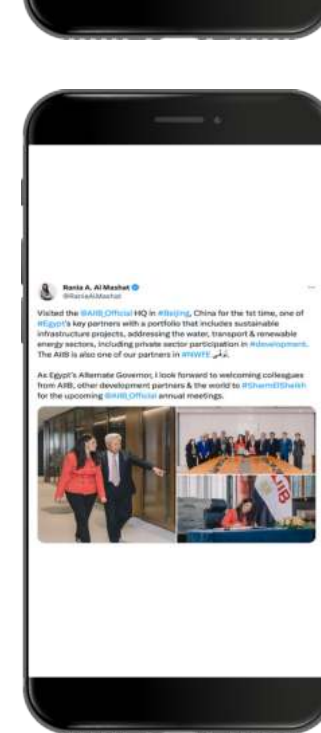 Rania A. Al Mashat
@RaniaAlMashat
Visited the @AIIB_Official HQ in #Beijing, China for the 1st time, one of
#Egypt's key partners with a portfolio that includes sustainable
infrastructure projects, addressing the water, transport & renewable
energy sectors, including private sector participation in #development.
The AIIB is also one of our partners in #NWFE نُوَفِّي.
As Egypt's Alternate Governor, I look forward to welcoming colleagues
from AIIB, other development partners & the world to #SharmElSheikh
for the upcoming @AIIB_Official annual meetings.
AIIB